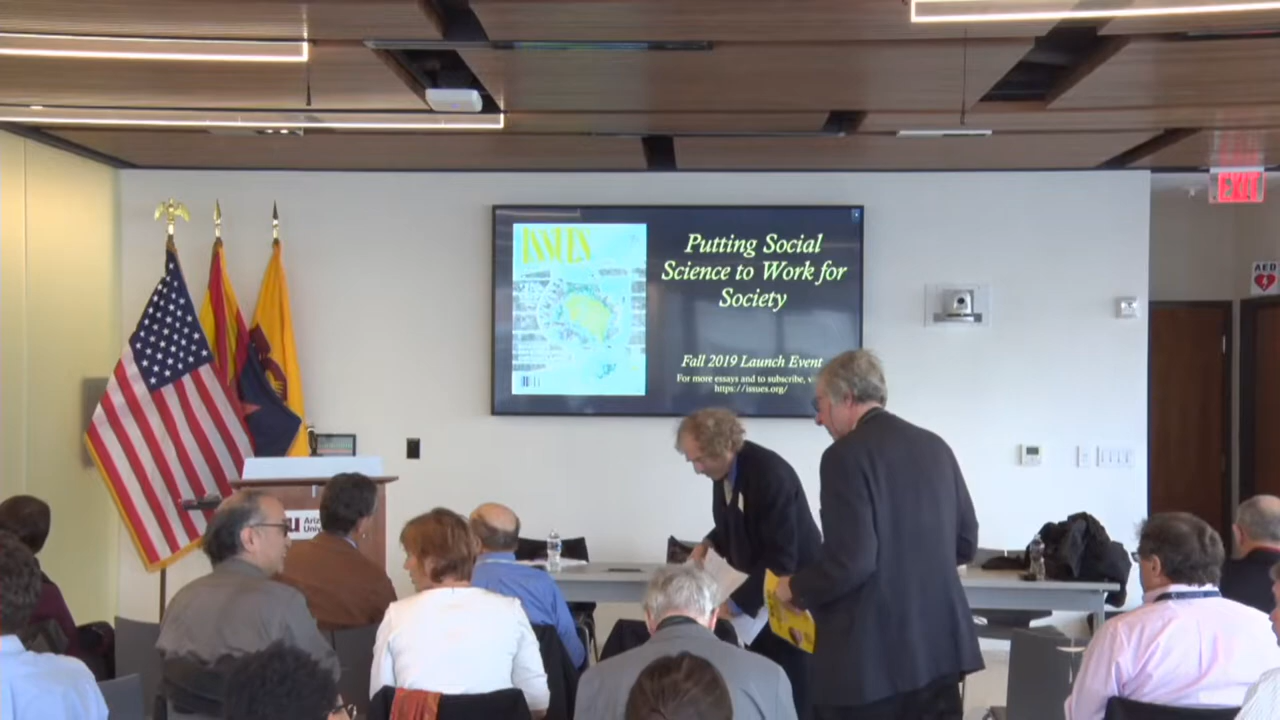 ISSUES
Putting Social
Science to Work for
Society
Fall 2019 Launch Event
For more essays and to subscribe,
https://issues.org/
EXIT
AED